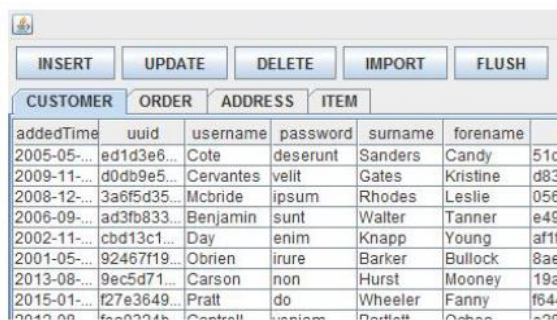 INSERT UPDATE DELETE IMPORT FLUSH
CUSTOMER ORDER ADDRESS ITEM
addedTime uuid username password surname forename
2005-05-... ed1d3e6... Cote deserunt Sanders Candy 51c
2009-11-... d0db9e5... Cervantes velit Gates Kristine d83
2008-12-... 3a6f5d35... Mcbride ipsum Rhodes Leslie 056
2006-09-... ad3fb833... Benjamin sunt Walter Tanner e49
2002-11-... cbd13c1... Day enim Knapp Young af1f
2001-05-... 92467f19... Obrien irure Barker Bullock 8ae
2013-08-... 9ec5d71... Carson non Hurst Mooney 19a
2015-01-... f27e3649... Pratt do Wheeler Fanny f644